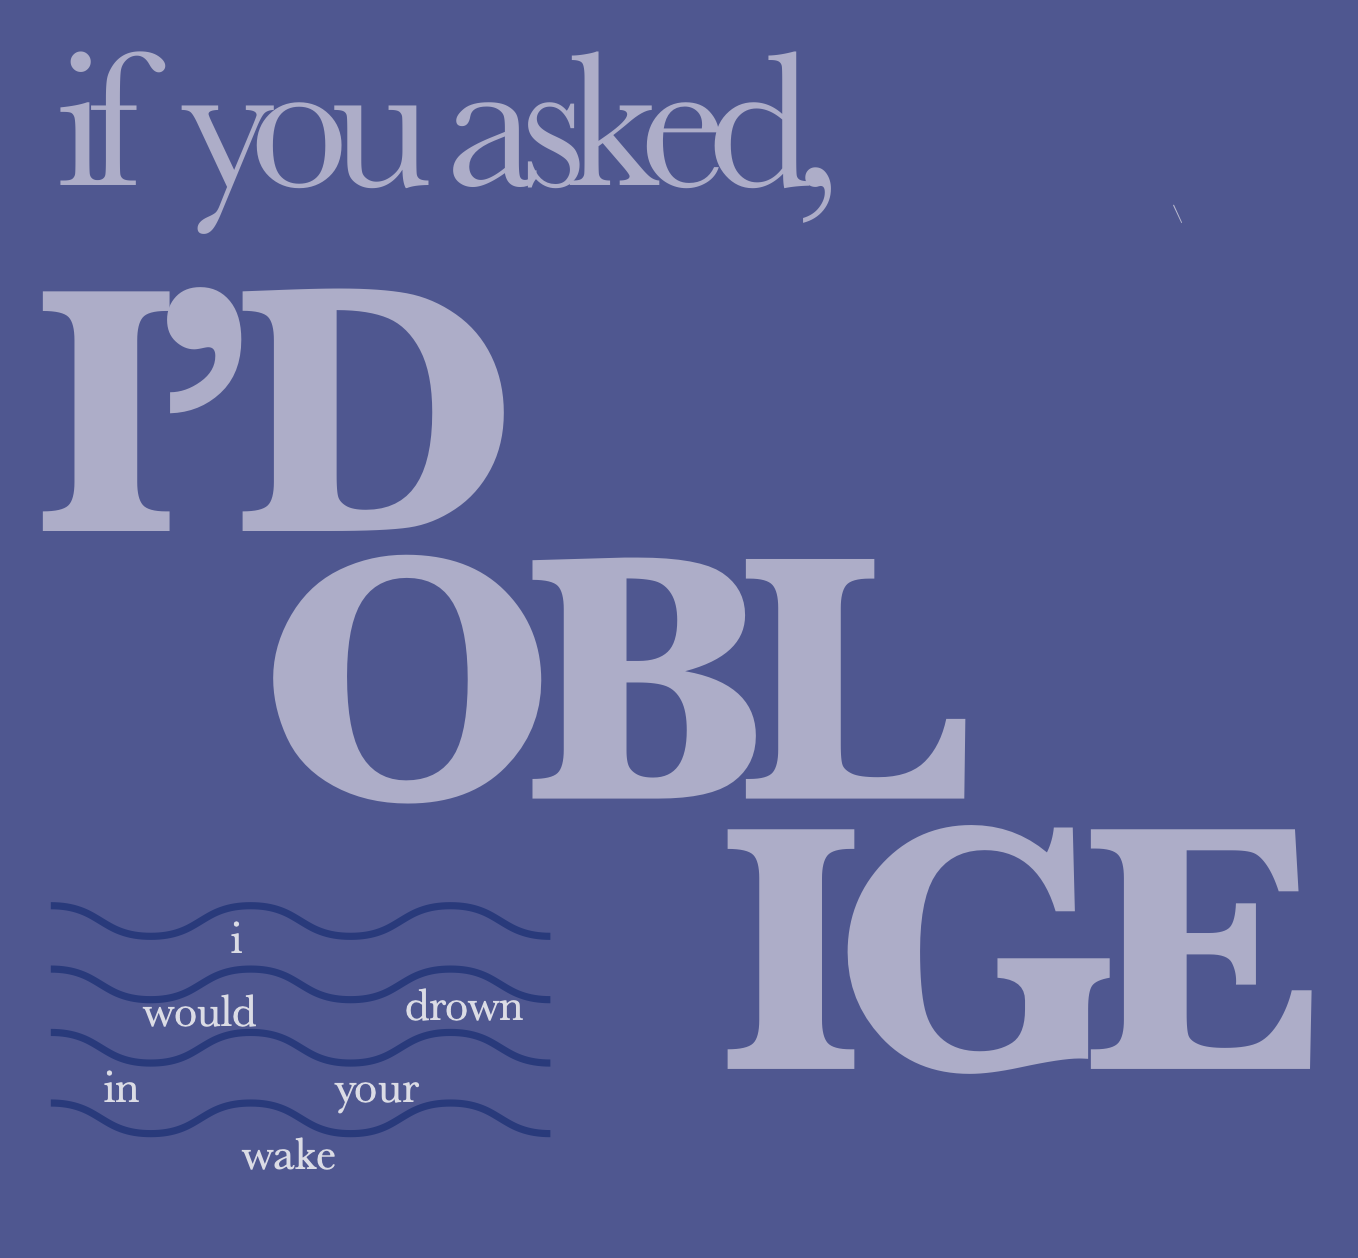 if you asked,
\
I’D
OBL
IGE
i
would drown
in your
wake